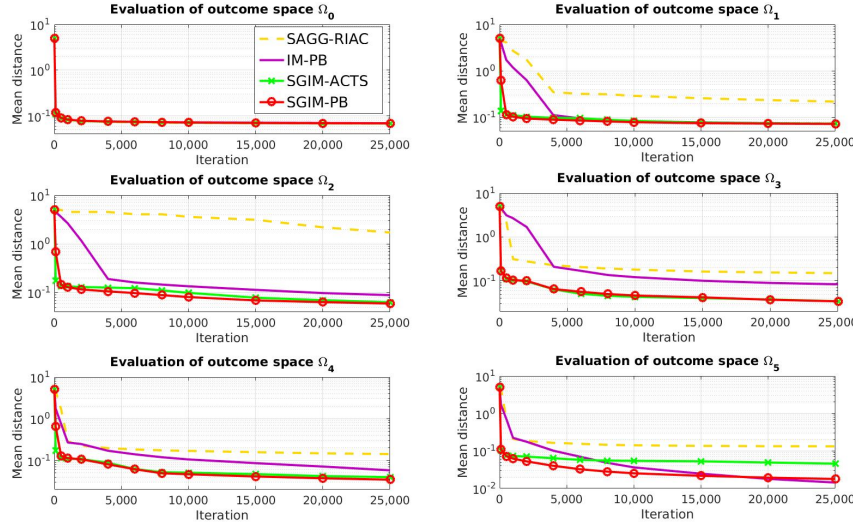 Evaluation of outcome space Ω0
Mean distance
10^1
10^0
10^-1
0 5,000 10,000 15,000 20,000 25,000
Iteration
SAGG-RIAC
IM-PB
SGIM-ACTS
SGIM-PB
Evaluation of outcome space Ω1
Mean distance
10^1
10^0
10^-1
0 5,000 10,000 15,000 20,000 25,000
Iteration
Evaluation of outcome space Ω2
Mean distance
10^1
10^0
10^-1
0 5,000 10,000 15,000 20,000 25,000
Iteration
Evaluation of outcome space Ω3
Mean distance
10^1
10^0
10^-1
0 5,000 10,000 15,000 20,000 25,000
Iteration
Evaluation of outcome space Ω4
Mean distance
10^1
10^0
10^-1
0 5,000 10,000 15,000 20,000 25,000
Iteration
Evaluation of outcome space Ω5
Mean distance
10^1
10^0
10^-1
10^-2
0 5,000 10,000 15,000 20,000 25,000
Iteration